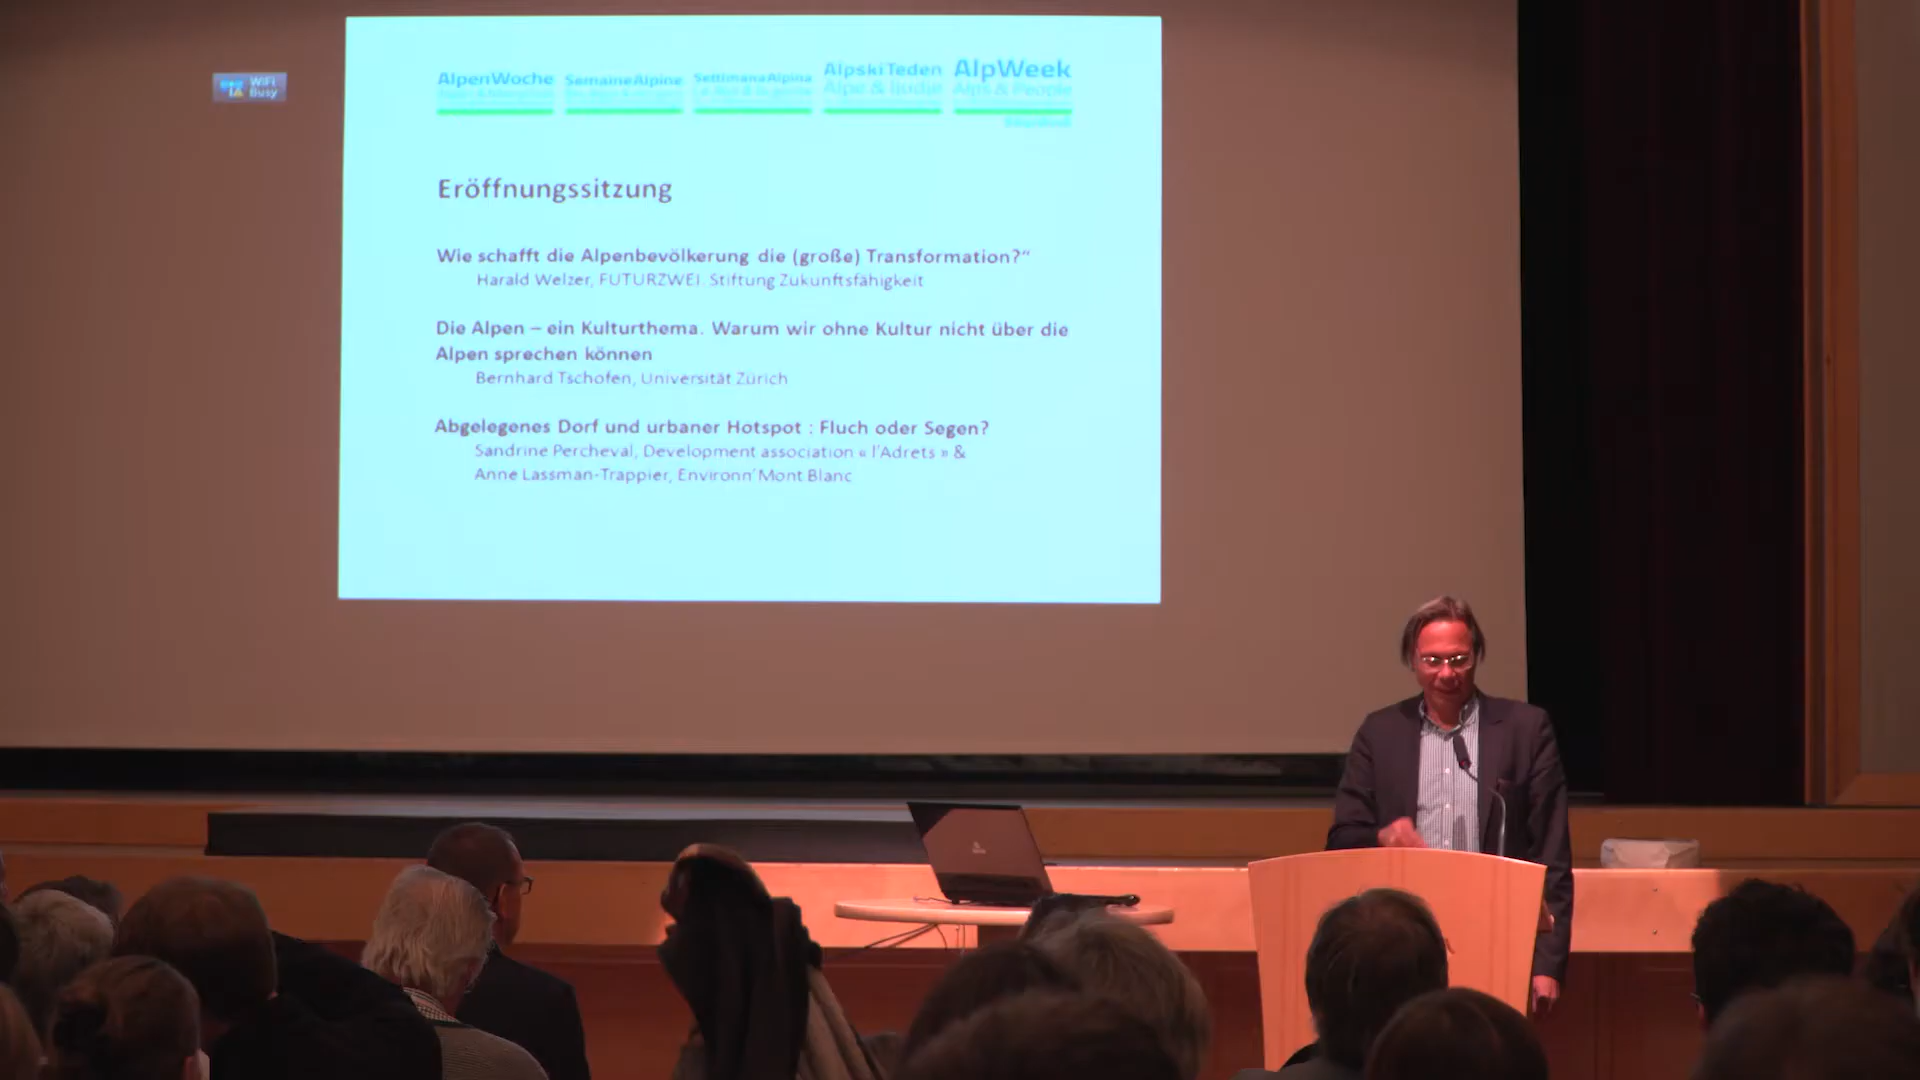 WiFi
Busy
AlpenWoche SemaineAlpine SettimanaAlpina AlpskiTeden AlpWeek
Alpe & ljudje Alps & People
Eröffnungssitzung
Wie schafft die Alpenbevölkerung die (große) Transformation?“
Harald Welzer, FUTURZWEI. Stiftung Zukunftsfähigkeit
Die Alpen – ein Kulturthema. Warum wir ohne Kultur nicht über die
Alpen sprechen können
Bernhard Tschofen, Universität Zürich
Abgelegenes Dorf und urbaner Hotspot : Fluch oder Segen?
Sandrine Percheval, Development association « l’Adrets » &
Anne Lassman-Trappier, Environn’Mont Blanc